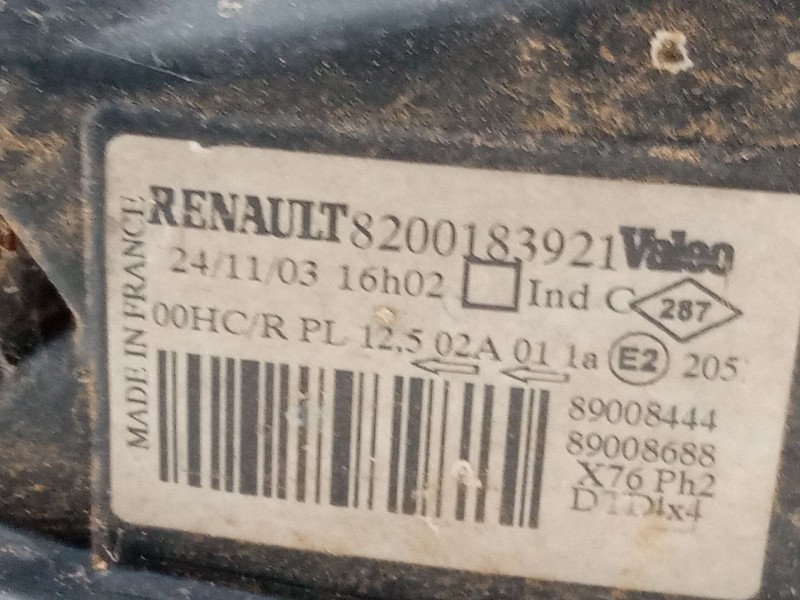 MADE IN FRANCE
RENAULT 8200183921 Valeo
24/11/03 16h02 Ind C 287
00HC/R PL 12,5 02A 01 1a E2 205
89008444
89008688
X76 Ph2